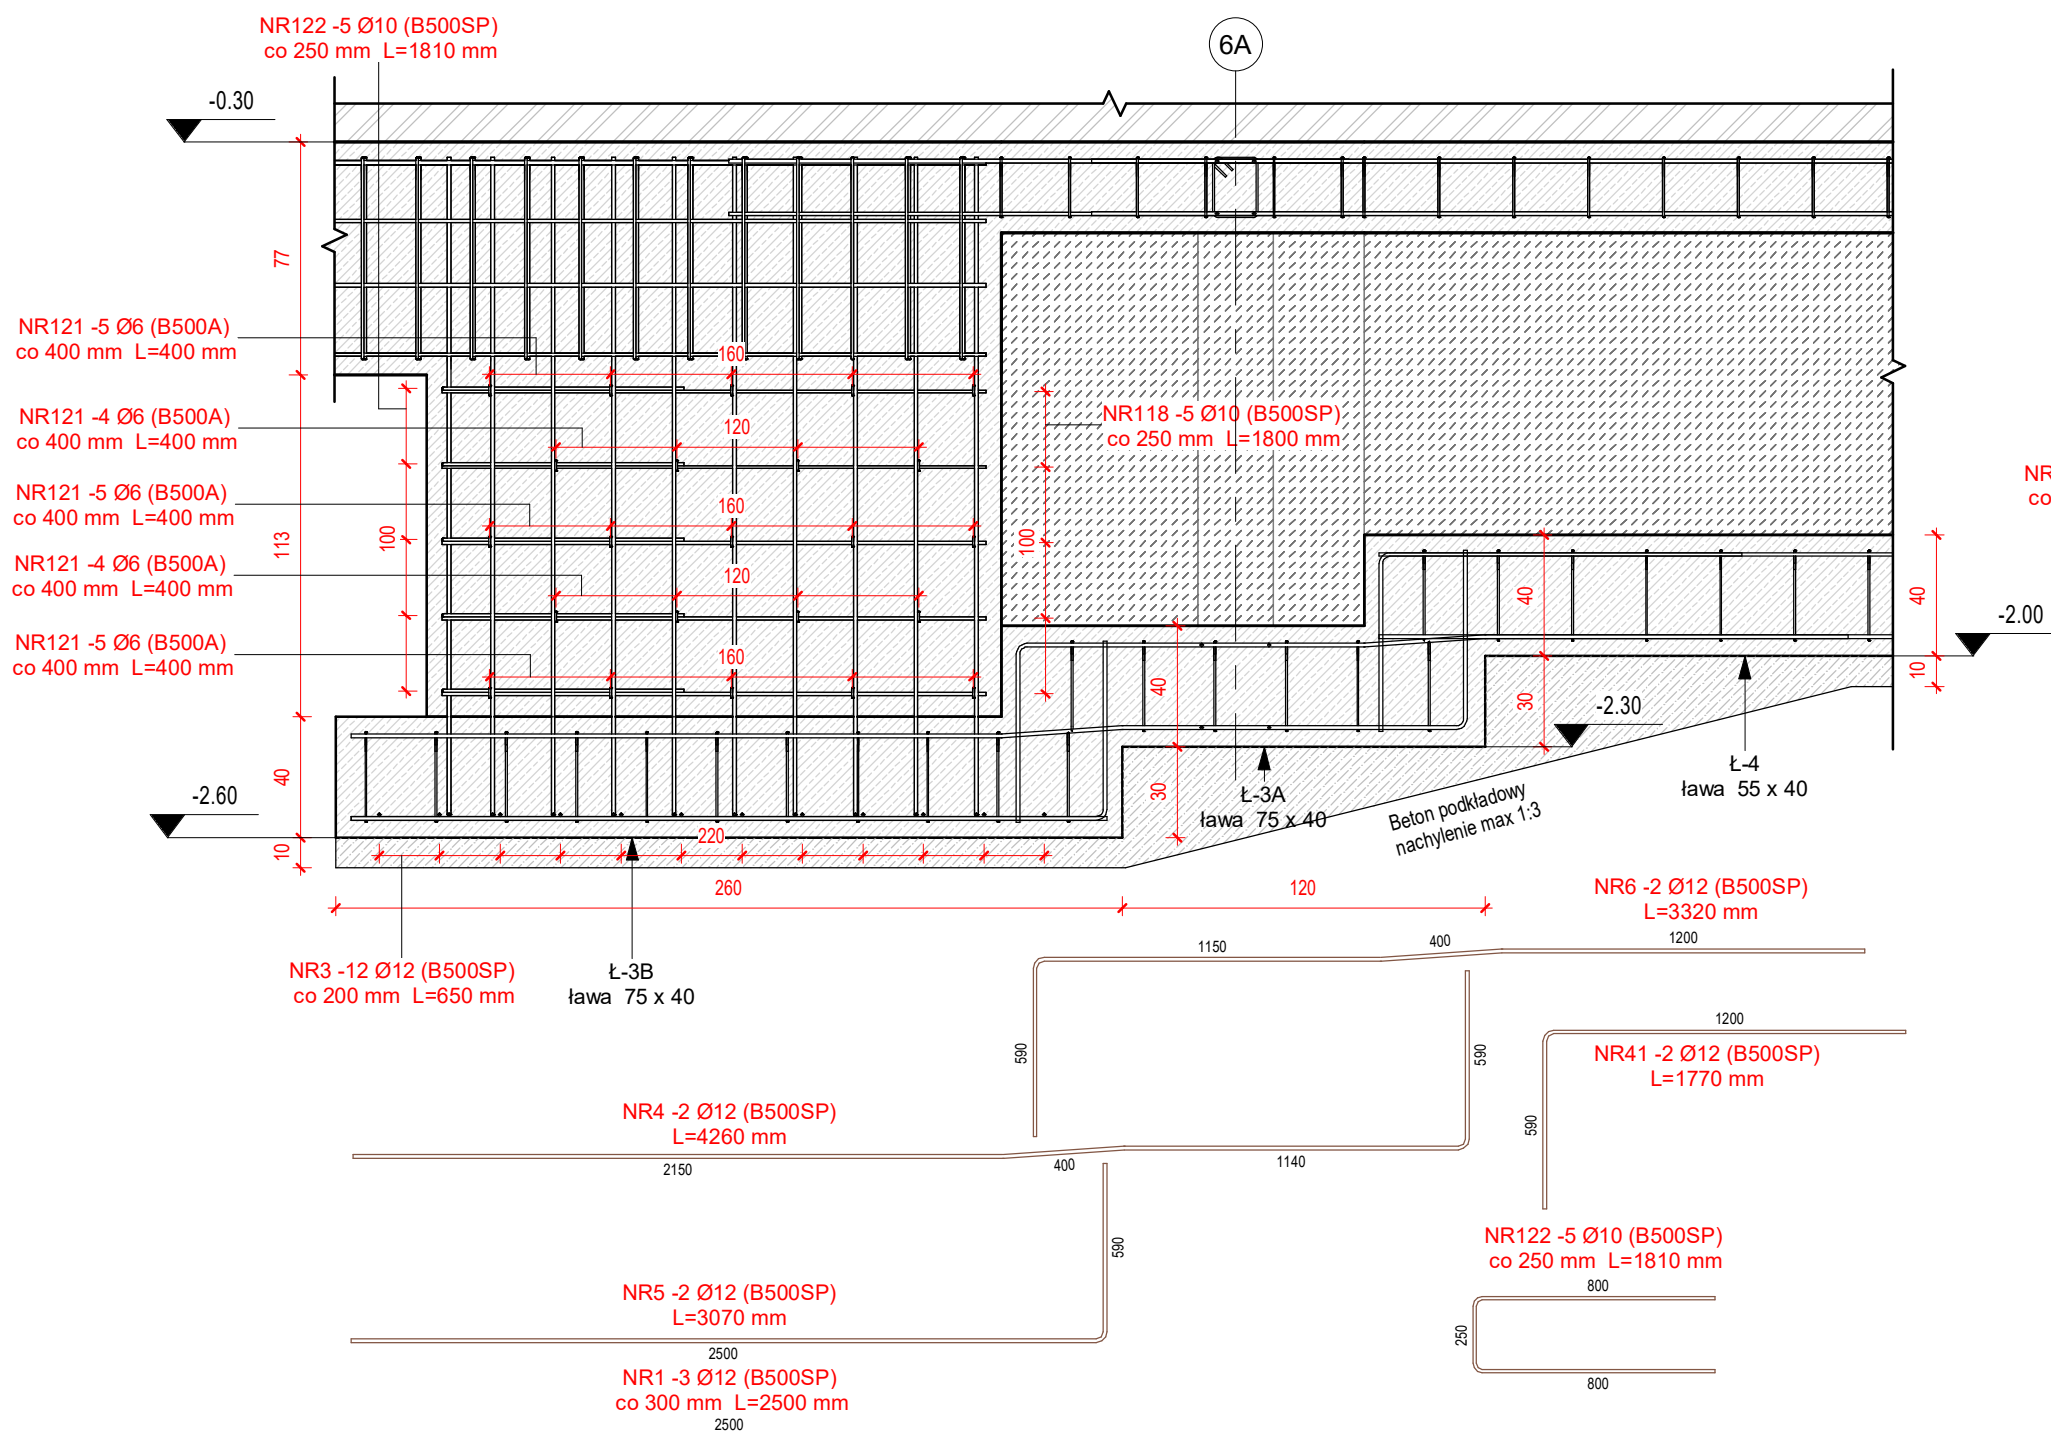 NR122 -5 Ø10 (B500SP)
co 250 mm L=1810 mm
6A
-0.30
77
NR121 -5 Ø6 (B500A)
co 400 mm L=400 mm
160
NR121 -4 Ø6 (B500A)
co 400 mm L=400 mm
120
NR118 -5 Ø10 (B500SP)
co 250 mm L=1800 mm
NR
co
NR121 -5 Ø6 (B500A)
co 400 mm L=400 mm
160
113
100
100
NR121 -4 Ø6 (B500A)
co 400 mm L=400 mm
120
40
40
-2.00
NR121 -5 Ø6 (B500A)
co 400 mm L=400 mm
160
40
10
30
-2.30
40
-2.60
30
Ł-3A
ława 75 x 40
Ł-4
ława 55 x 40
Beton podkładowy
nachylenie max 1:3
10
220
260
120
NR6 -2 Ø12 (B500SP)
L=3320 mm
1150
400
1200
NR3 -12 Ø12 (B500SP)
co 200 mm L=650 mm
Ł-3B
ława 75 x 40
590
590
1200
NR41 -2 Ø12 (B500SP)
L=1770 mm
590
NR4 -2 Ø12 (B500SP)
L=4260 mm
2150
400
1140
590
NR122 -5 Ø10 (B500SP)
co 250 mm L=1810 mm
800
250
800
NR5 -2 Ø12 (B500SP)
L=3070 mm
2500
NR1 -3 Ø12 (B500SP)
co 300 mm L=2500 mm
2500